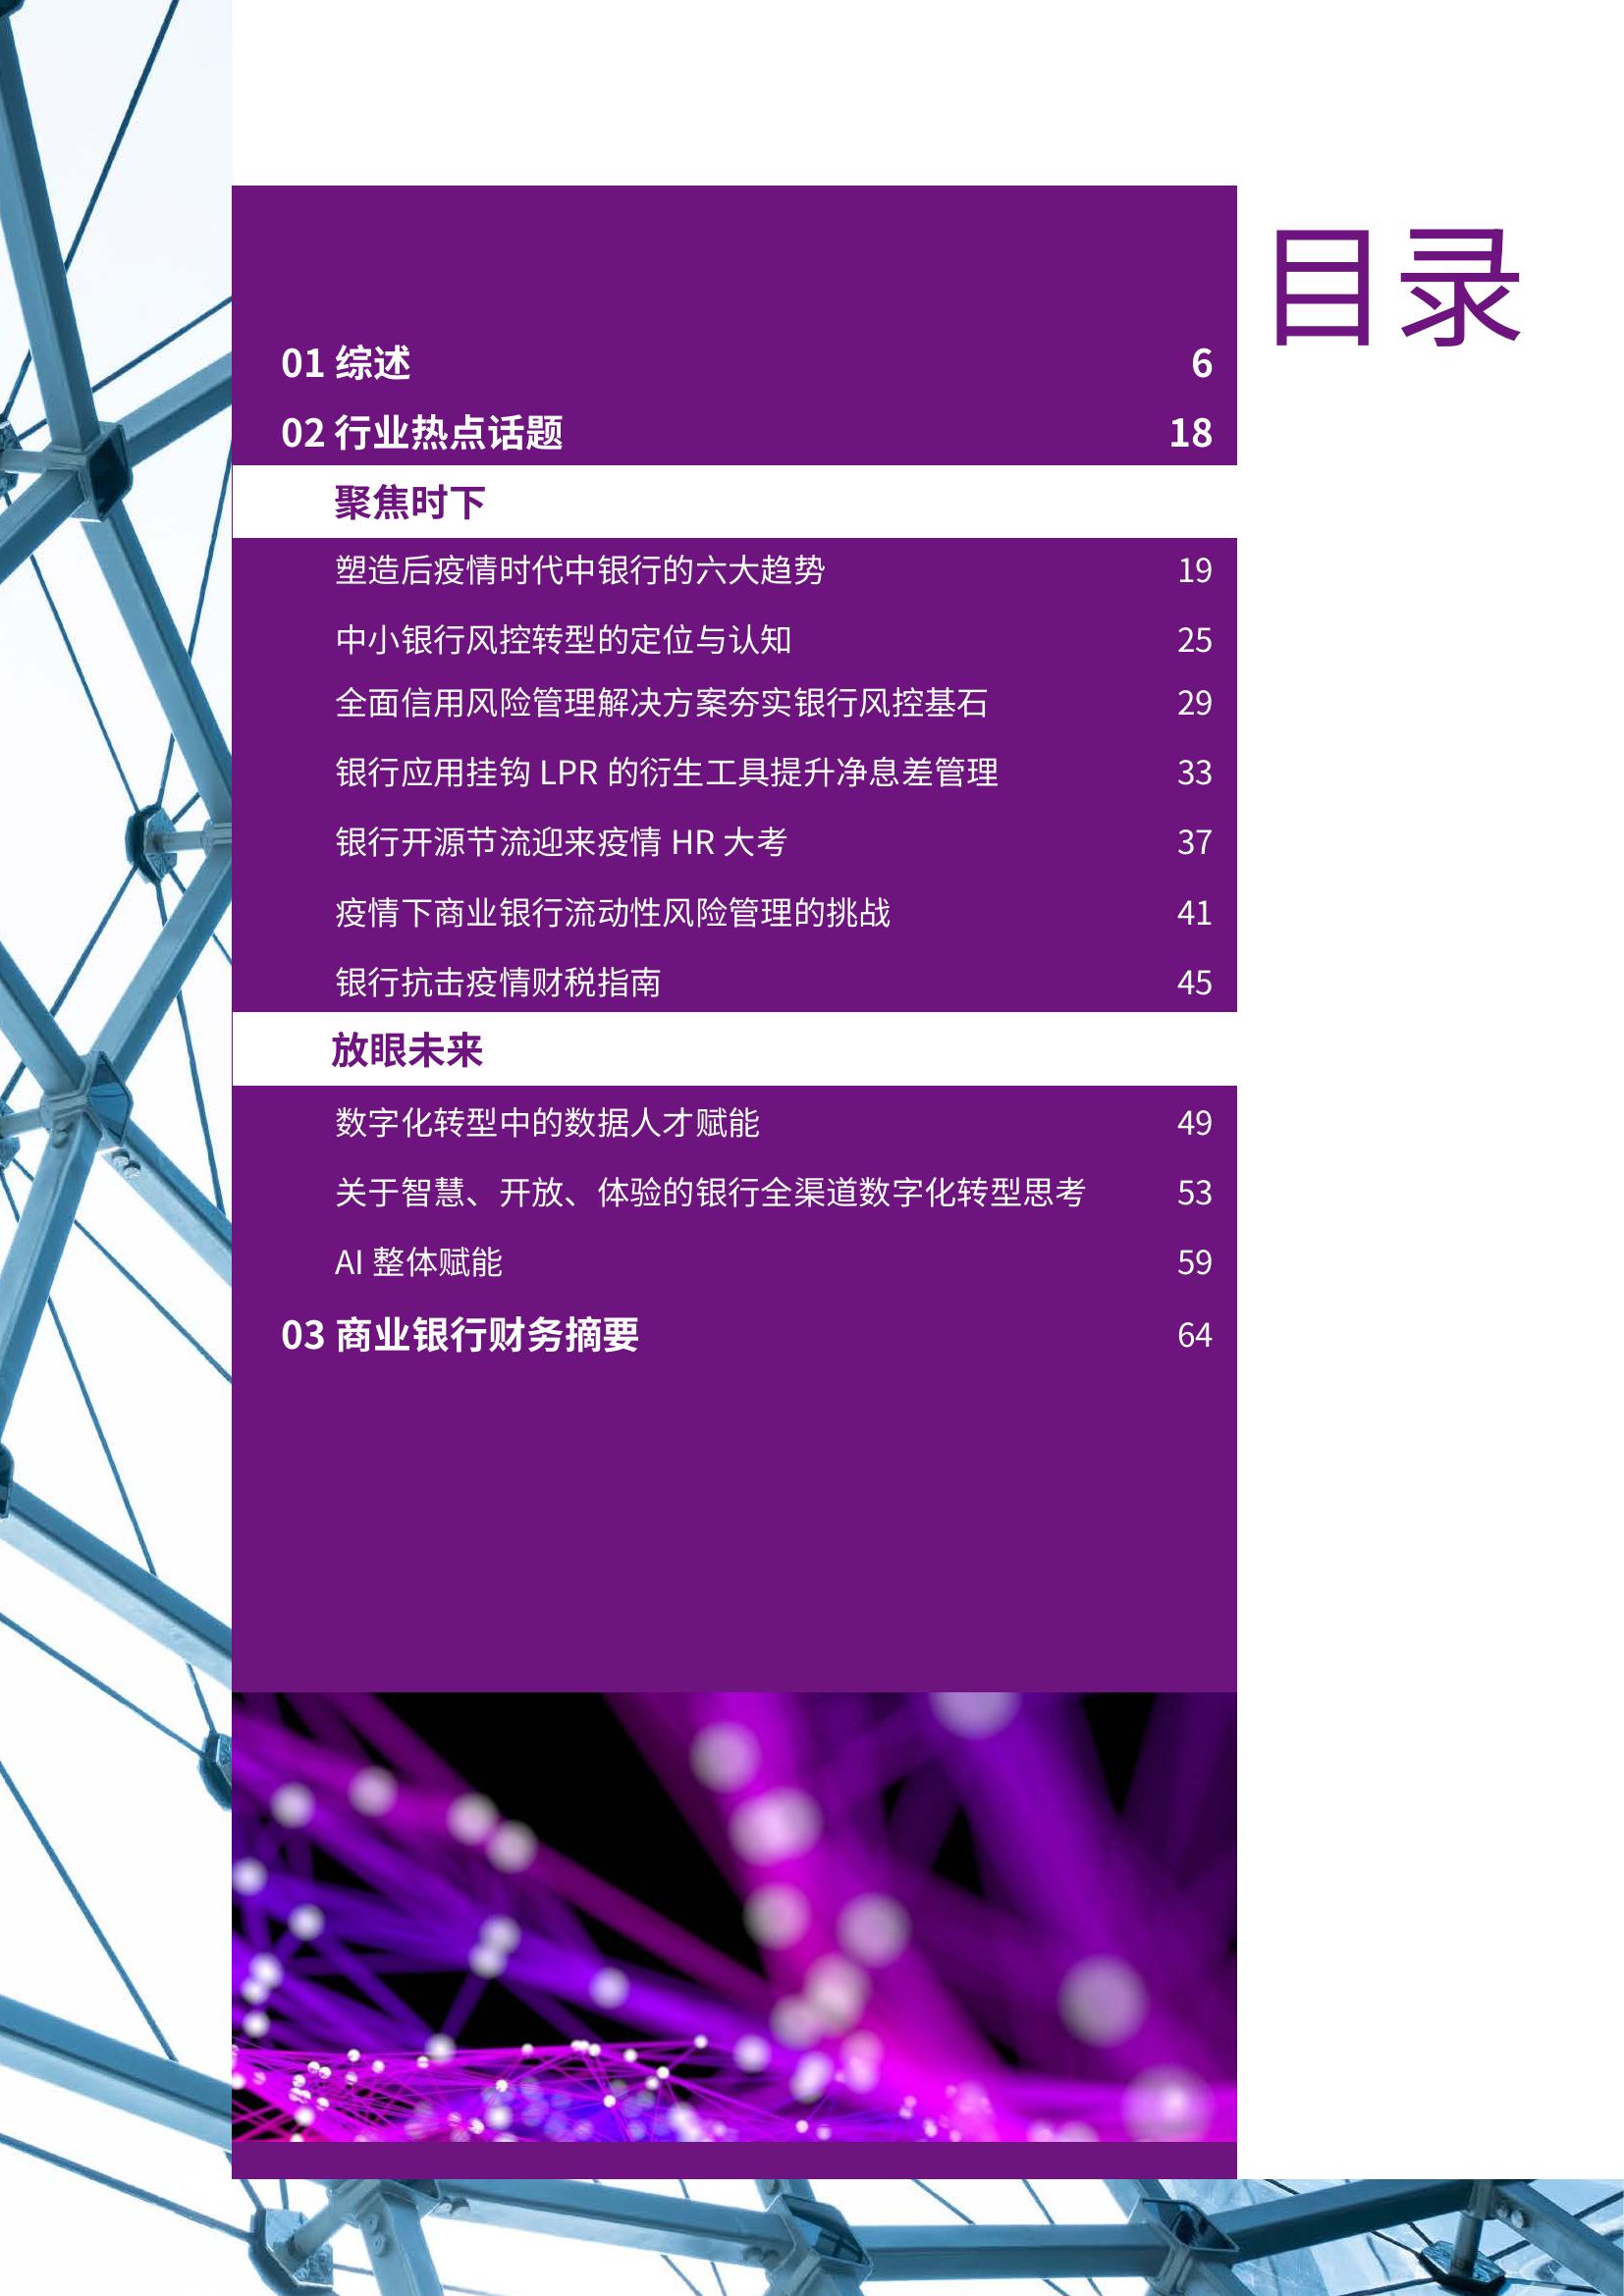 目录
01 综述 6
02 行业热点话题 18
聚焦时下
塑造后疫情时代中银行的六大趋势 19
中小银行风控转型的定位与认知 25
全面信用风险管理解决方案夯实银行风控基石 29
银行应用挂钩 LPR 的衍生工具提升净息差管理 33
银行开源节流迎来疫情 HR 大考 37
疫情下商业银行流动性风险管理的挑战 41
银行抗击疫情财税指南 45
放眼未来
数字化转型中的数据人才赋能 49
关于智慧、开放、体验的银行全渠道数字化转型思考 53
AI 整体赋能 59
03 商业银行财务摘要 64